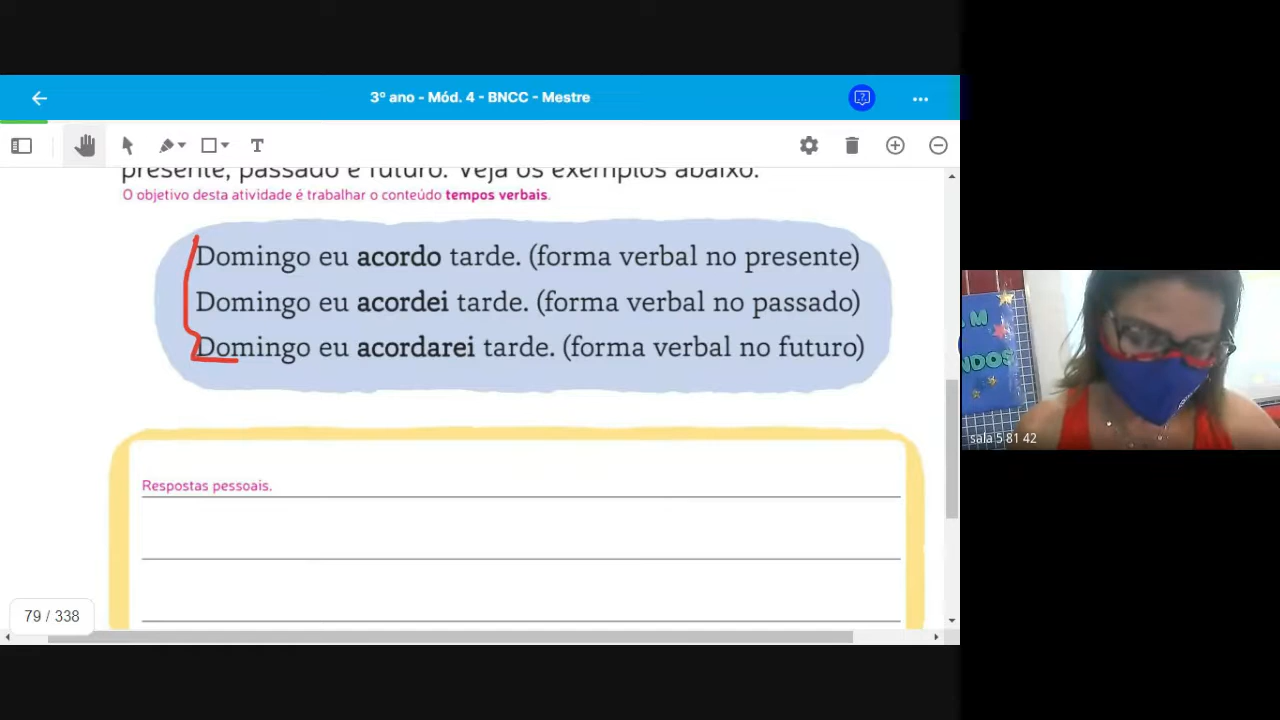 3º ano - Mód. 4 - BNCC - Mestre
presente, passado e futuro. Veja os exemplos abaixo.
O objetivo desta atividade é trabalhar o conteúdo tempos verbais.
Domingo eu acordo tarde. (forma verbal no presente)
Domingo eu acordei tarde. (forma verbal no passado)
Domingo eu acordarei tarde. (forma verbal no futuro)
Respostas pessoais.
79 / 338
M
NDOS
sala 5 81 42